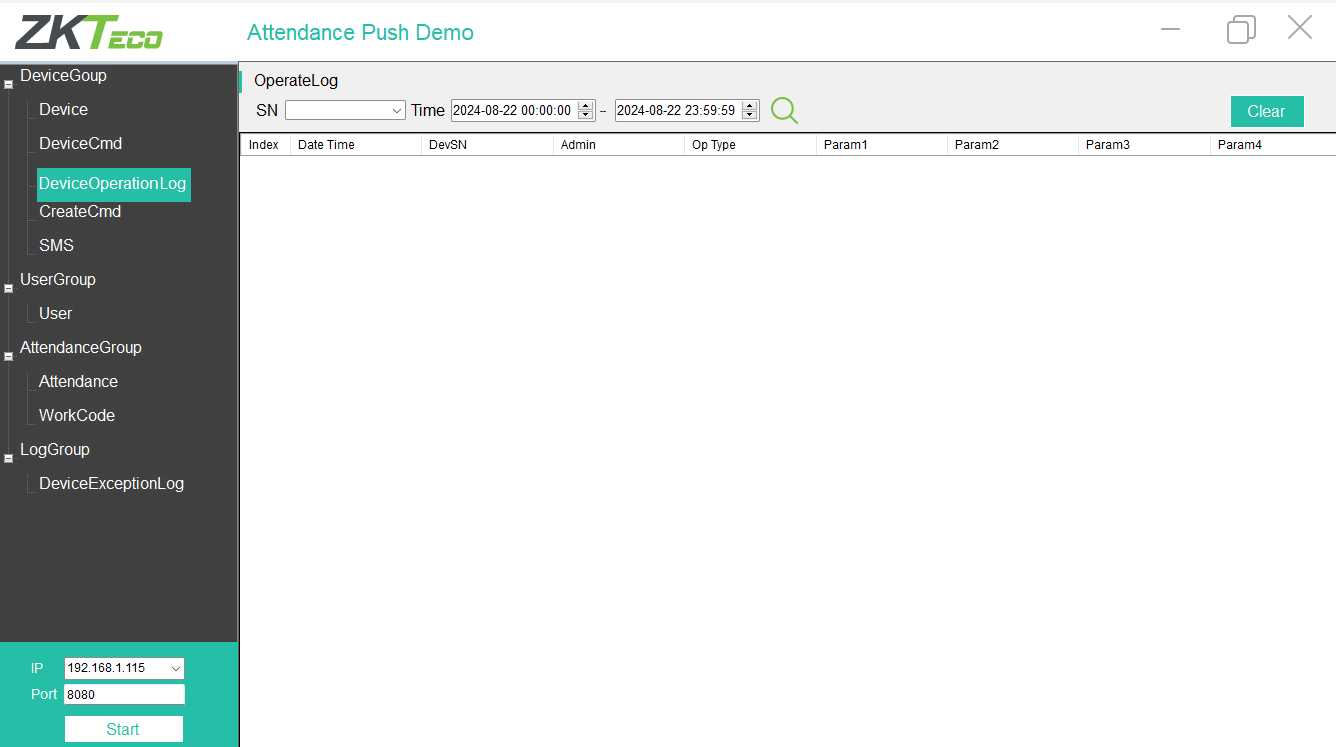 ZKTeco
Attendance Push Demo
DeviceGoup
Device
DeviceCmd
DeviceOperationLog
CreateCmd
SMS
UserGroup
User
AttendanceGroup
Attendance
WorkCode
LogGroup
DeviceExceptionLog
IP 192.168.1.115
Port 8080
Start
OperateLog
SN Time 2024-08-22 00:00:00 -- 2024-08-22 23:59:59 Clear
Index Date Time DevSN Admin Op Type Param1 Param2 Param3 Param4